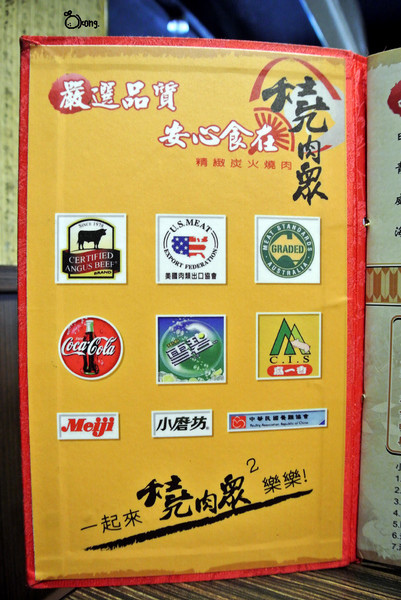 oxong.
嚴選品質
安心食在
燒肉眾
精緻炭火燒肉
SINCE 1978
CERTIFIED
ANGUS BEEF
BRAND
U.S. MEAT
EXPORT FEDERATION
美國肉類出口協會
MEAT STANDARDS
GRADED
AUSTRALIA
Coca-Cola
雪碧
C.I.S
嘉一香
Meiji
小磨坊
中華民國養雞協會
Poultry Association Republic of China
一起來 燒肉眾2 樂樂!